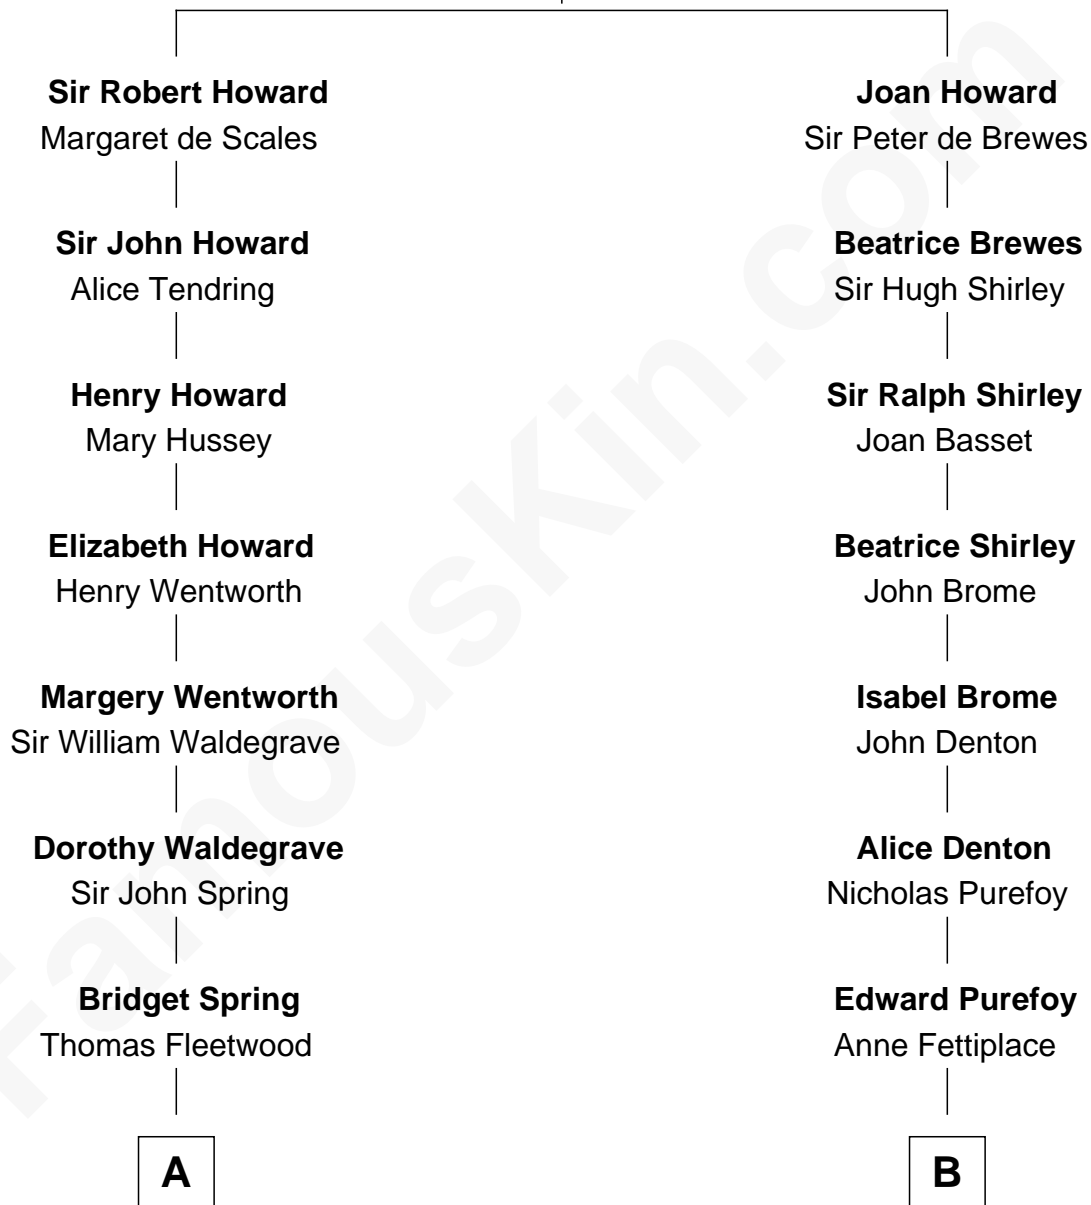 Sir Robert Howard
Margaret de Scales
Sir John Howard
Alice Tendring
Henry Howard
Mary Hussey
Elizabeth Howard
Henry Wentworth
Margery Wentworth
Sir William Waldegrave
Dorothy Waldegrave
Sir John Spring
Bridget Spring
Thomas Fleetwood
A
Joan Howard
Sir Peter de Brewes
Beatrice Brewes
Sir Hugh Shirley
Sir Ralph Shirley
Joan Basset
Beatrice Shirley
John Brome
Isabel Brome
John Denton
Alice Denton
Nicholas Purefoy
Edward Purefoy
Anne Fettiplace
B
FamousKin.com